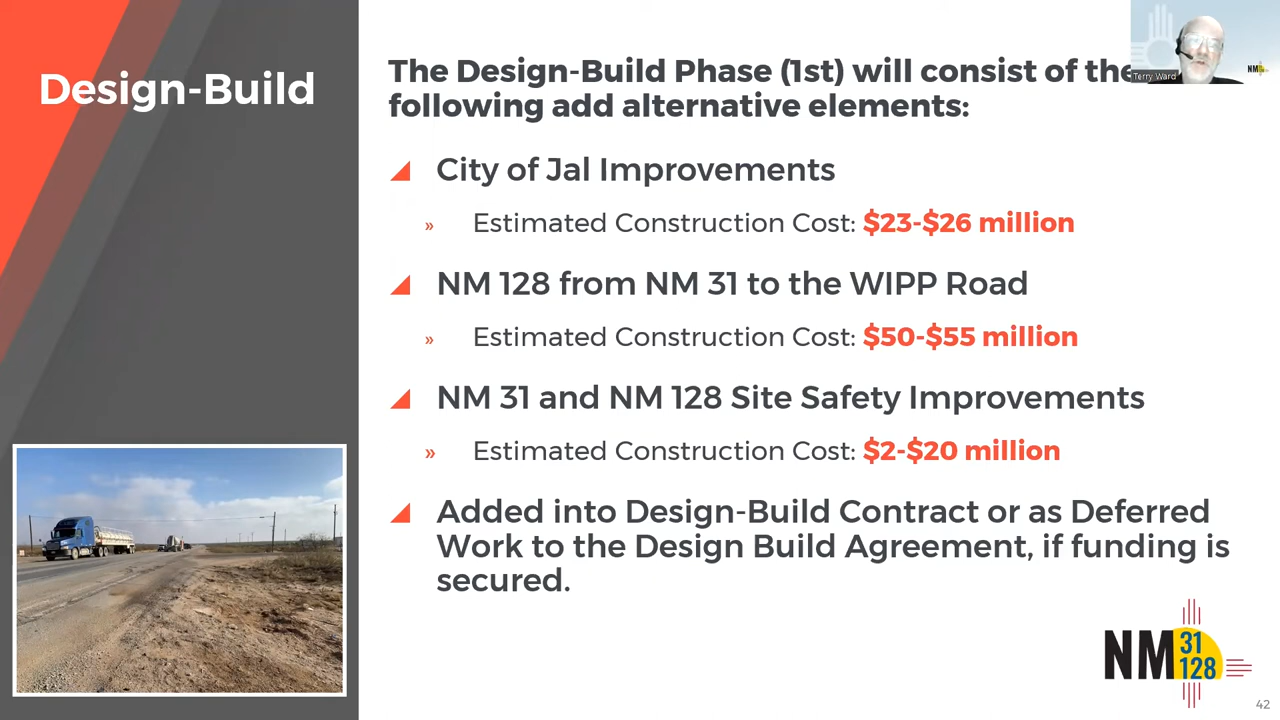 Design-Build
The Design-Build Phase (1st) will consist of the
following add alternative elements:
City of Jal Improvements
» Estimated Construction Cost: $23-$26 million
NM 128 from NM 31 to the WIPP Road
» Estimated Construction Cost: $50-$55 million
NM 31 and NM 128 Site Safety Improvements
» Estimated Construction Cost: $2-$20 million
Added into Design-Build Contract or as Deferred
Work to the Design Build Agreement, if funding is
secured.
Terry Ward
NM
NM 31
128
42